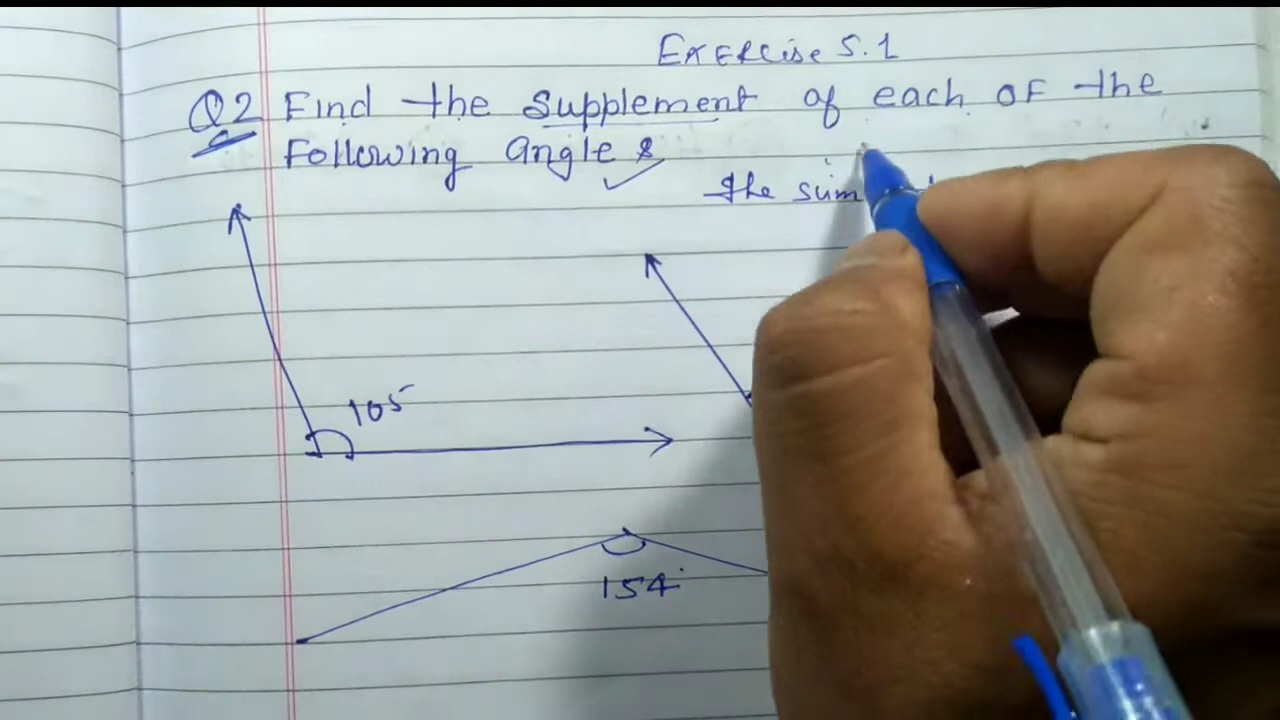 Exercise 5.1
Q2 Find the supplement of each of the
Following angles
The sum
105
154°